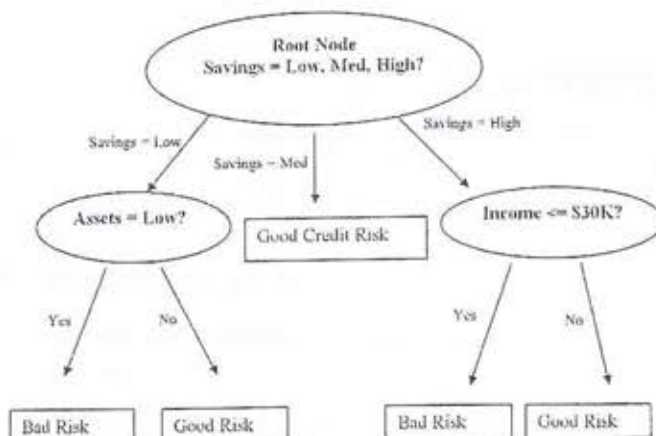 Root Node
Savings = Low, Med, High?
Savings = Low
Savings = Med
Savings = High
Assets = Low?
Good Credit Risk
Income <= $30K?
Yes
No
Yes
No
Bad Risk
Good Risk
Bad Risk
Good Risk